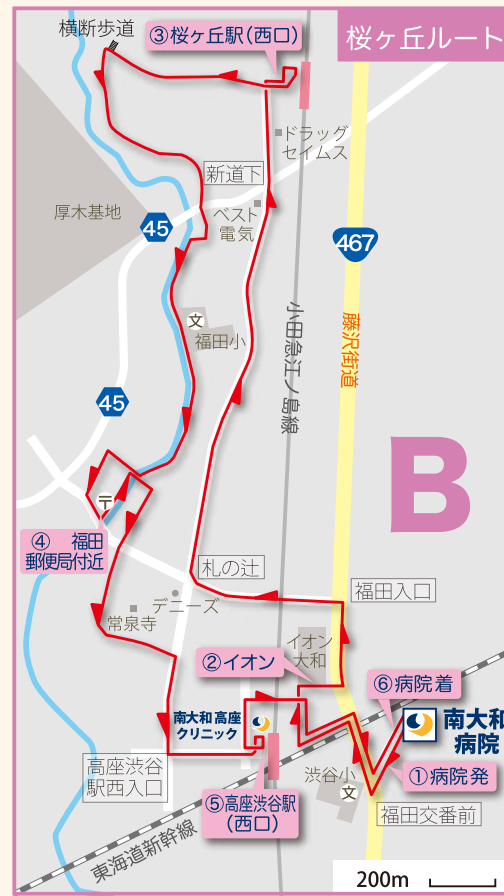 桜ヶ丘ルート
横断歩道
③桜ヶ丘駅(西口)
ドラッグ
セイムス
新道下
厚木基地
45
ベスト
電気
467
文
福田小
小田急江ノ島線
藤沢街道
45
B
〒
④ 福田
郵便局付近
札の辻
福田入口
デニーズ
常泉寺
イオン
大和
②イオン
⑥病院着
南大和
病院
南大和高座
クリニック
①病院発
高座渋谷
駅西入口
⑤高座渋谷駅
(西口)
渋谷小
文
福田交番前
東海道新幹線
200m